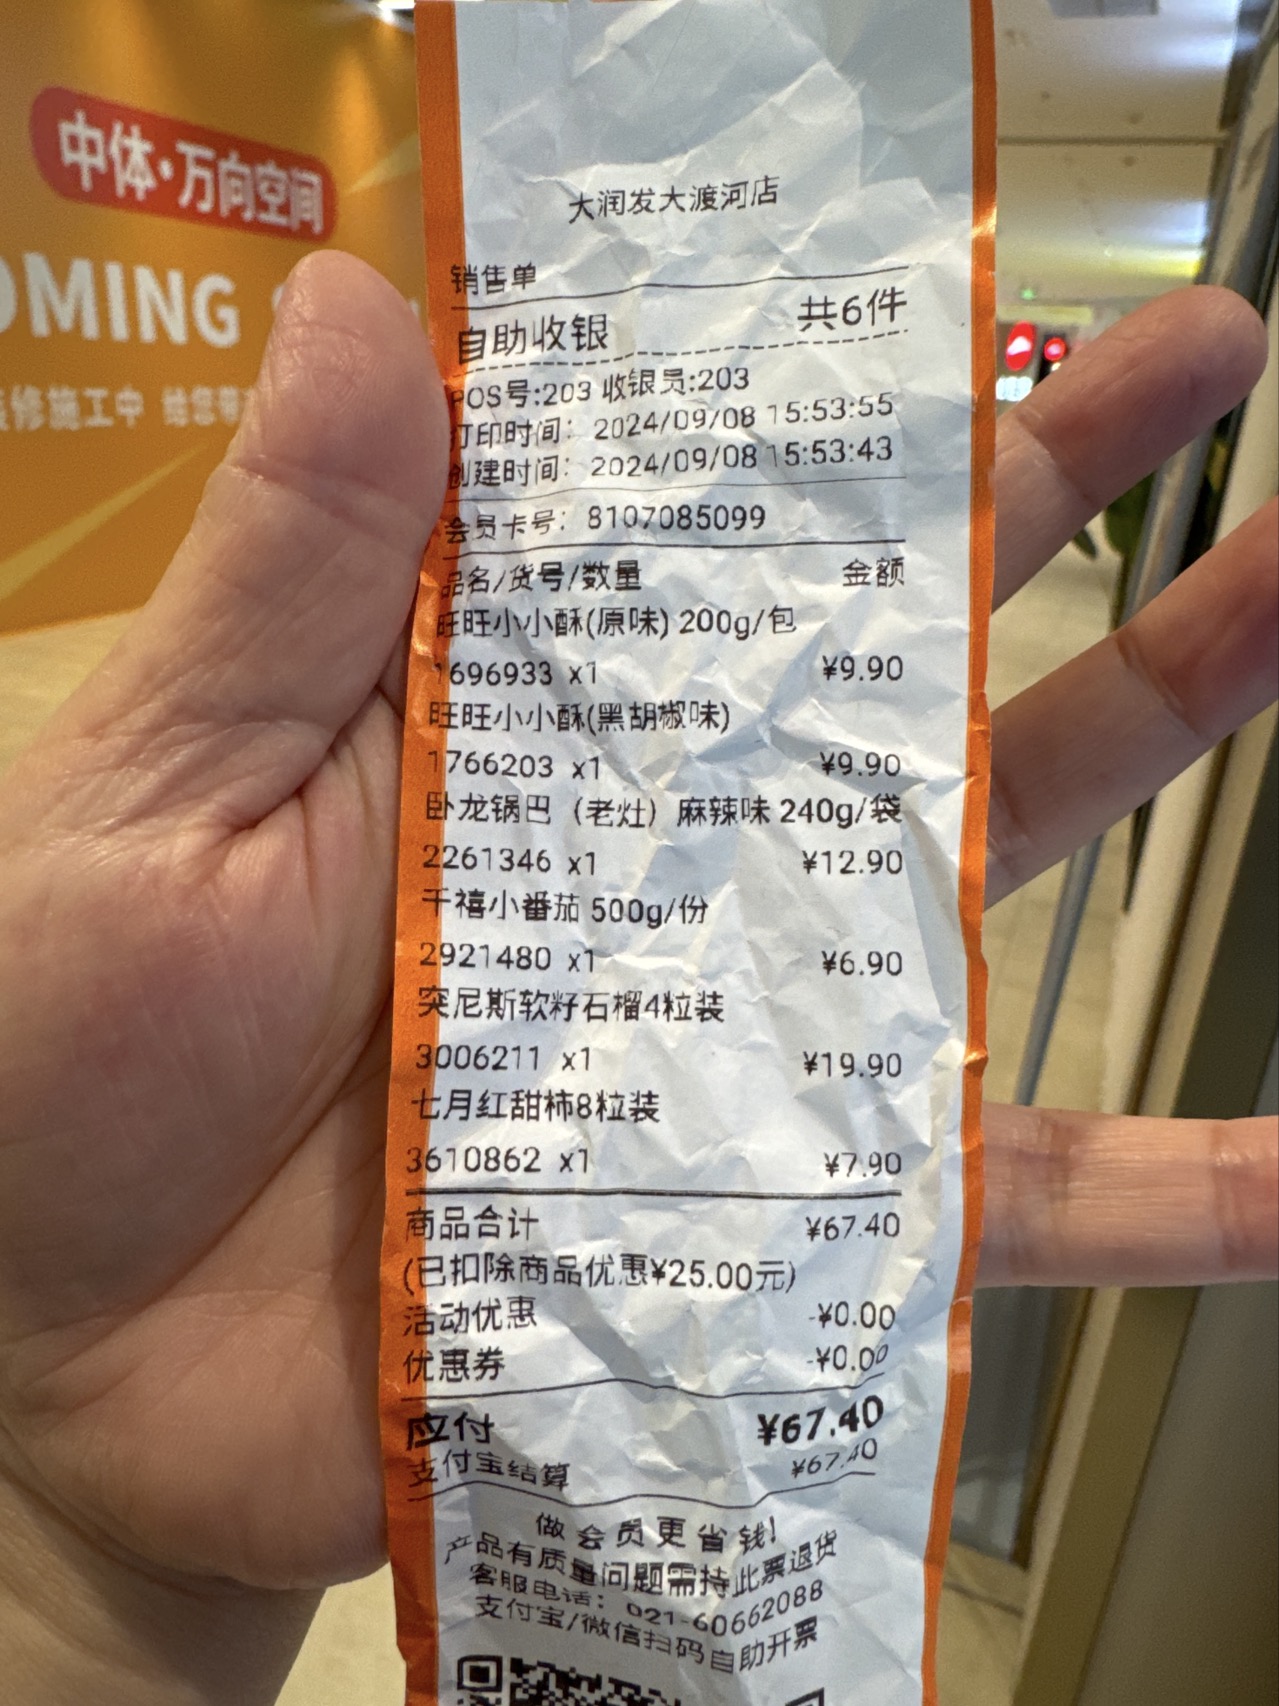 中体·万向空间
OMING
装修施工中 给您带
大润发大渡河店
销售单
自助收银 共6件
POS号:203 收银员:203
打印时间: 2024/09/08 15:53:55
创建时间: 2024/09/08 15:53:43
会员卡号: 8107085099
品名/货号/数量 金额
旺旺小小酥(原味) 200g/包
1696933 x1 ¥9.90
旺旺小小酥(黑胡椒味)
1766203 x1 ¥9.90
卧龙锅巴（老灶）麻辣味 240g/袋
2261346 x1 ¥12.90
千禧小番茄 500g/份
2921480 x1 ¥6.90
突尼斯软籽石榴4粒装
3006211 x1 ¥19.90
七月红甜柿8粒装
3610862 x1 ¥7.90
商品合计 ¥67.40
(已扣除商品优惠¥25.00元)
活动优惠 -¥0.00
优惠券 -¥0.00
应付 ¥67.40
支付宝结算 ¥67.40
做会员更省钱!
产品有质量问题需持此票退货
客服电话: 021-60662088
支付宝/微信扫码自助开票